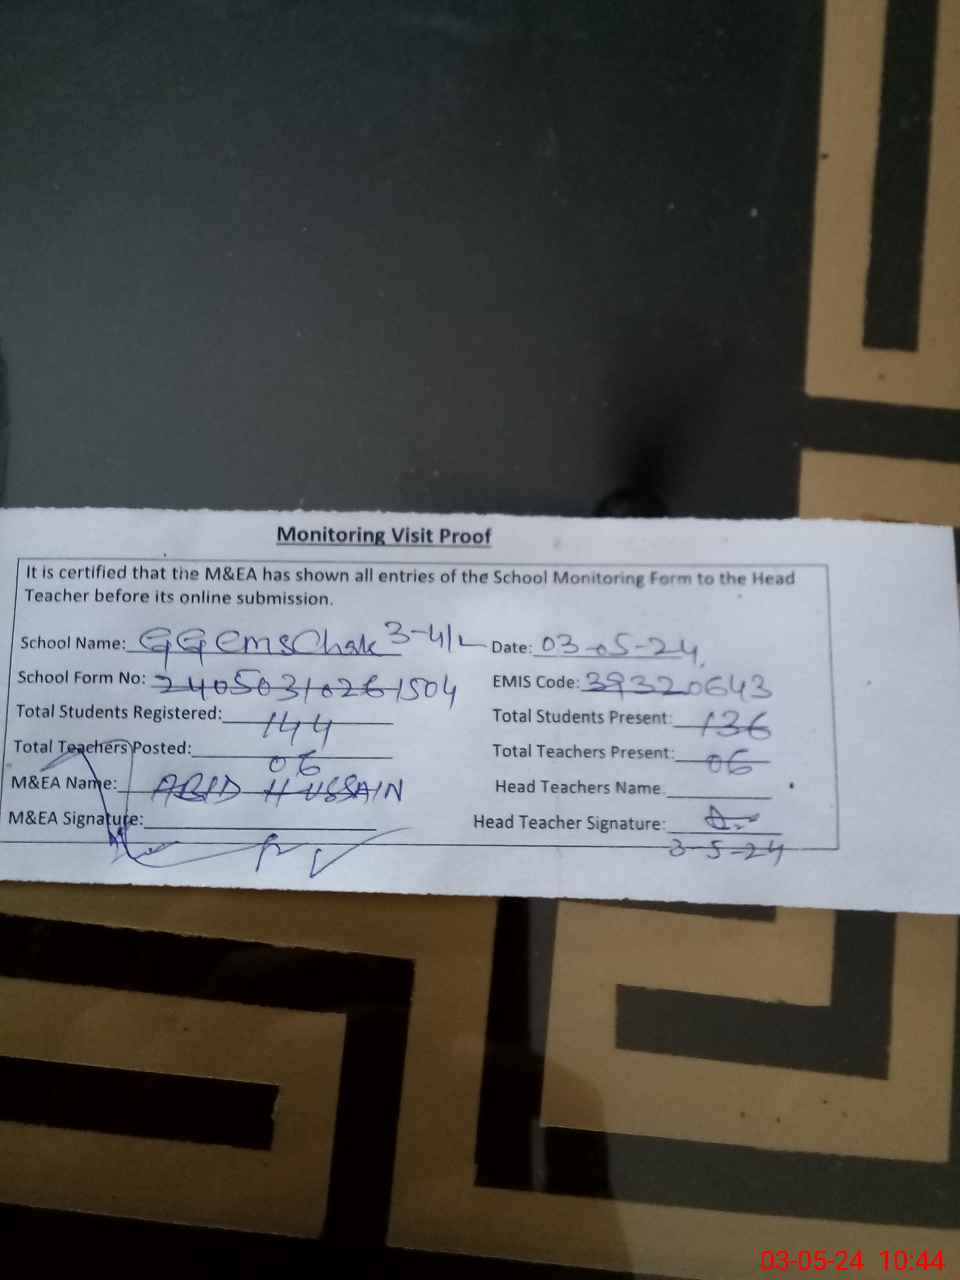 Monitoring Visit Proof
It is certified that the M&EA has shown all entries of the School Monitoring Form to the Head
Teacher before its online submission.
School Name: GG CmsChak 3-4/L Date: 03-05-24
School Form No: 24050310261504 EMIS Code: 39320643
Total Students Registered: 144 Total Students Present: 136
Total Teachers Posted: 06 Total Teachers Present: 06
M&EA Name: ABID HUSSAIN Head Teachers Name:
M&EA Signature: Head Teacher Signature:
3-5-24
03-05-24 10:44